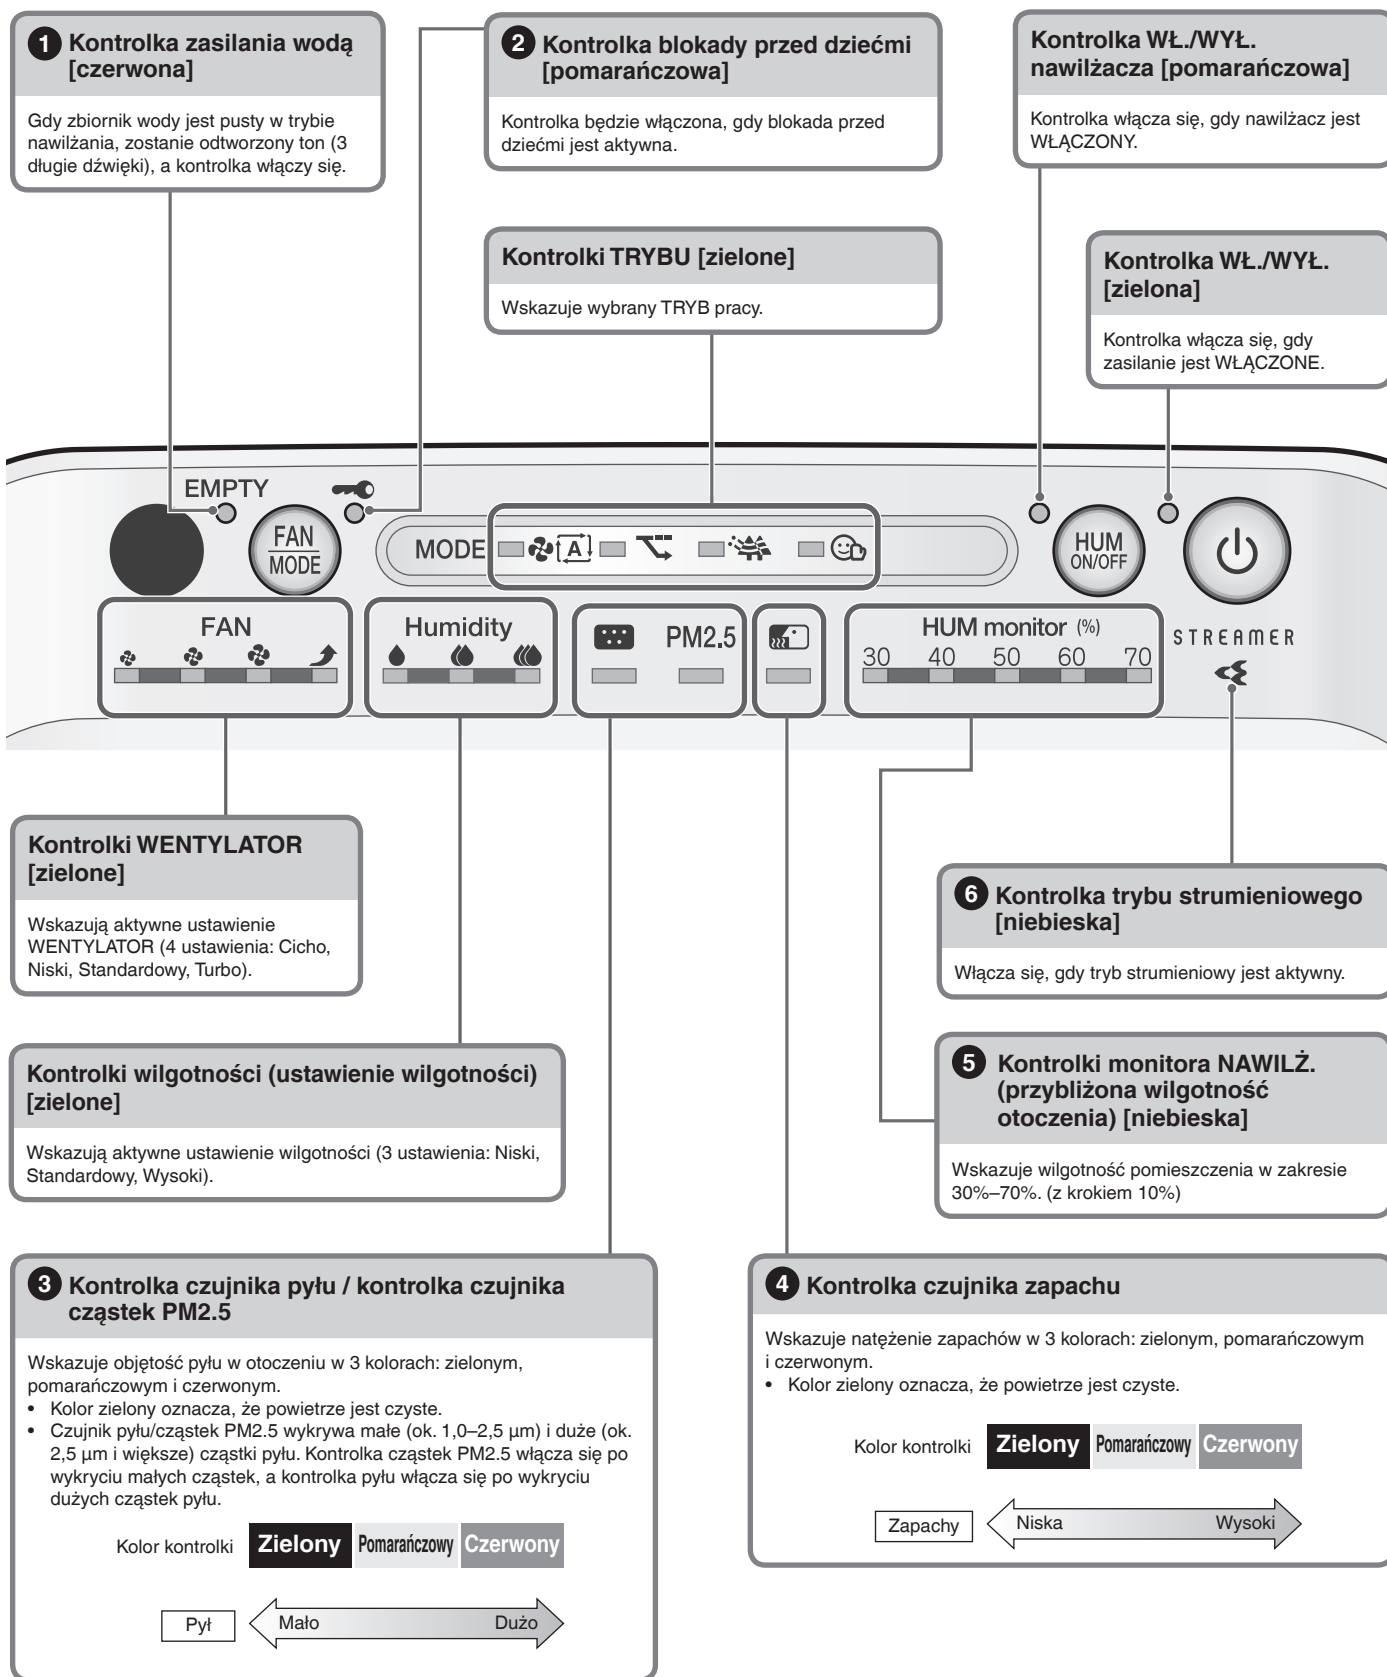 1 Kontrolka zasilania wodą
[czerwona]
Gdy zbiornik wody jest pusty w trybie
nawilżania, zostanie odtworzony ton (3
długie dźwięki), a kontrolka włączy się.
2 Kontrolka blokady przed dziećmi
[pomarańczowa]
Kontrolka będzie włączona, gdy blokada przed
dziećmi jest aktywna.
Kontrolka WŁ./WYŁ.
nawilżacza [pomarańczowa]
Kontrolka włącza się, gdy nawilżacz jest
WŁĄCZONY.
Kontrolki TRYBU [zielone]
Wskazuje wybrany TRYB pracy.
Kontrolka WŁ./WYŁ.
[zielona]
Kontrolka włącza się, gdy
zasilanie jest WŁĄCZONE.
EMPTY
FAN
MODE
MODE
A
HUM
ON/OFF
FAN
Humidity
PM2.5
HUM monitor (%)
30 40 50 60 70
STREAMER
Kontrolki WENTYLATOR
[zielone]
Wskazują aktywne ustawienie
WENTYLATOR (4 ustawienia: Cicho,
Niski, Standardowy, Turbo).
6 Kontrolka trybu strumieniowego
[niebieska]
Włącza się, gdy tryb strumieniowy jest aktywny.
Kontrolki wilgotności (ustawienie wilgotności)
[zielone]
Wskazują aktywne ustawienie wilgotności (3 ustawienia: Niski,
Standardowy, Wysoki).
5 Kontrolki monitora NAWILŻ.
(przybliżona wilgotność
otoczenia) [niebieska]
Wskazuje wilgotność pomieszczenia w zakresie
30%–70%. (z krokiem 10%)
3 Kontrolka czujnika pyłu / kontrolka czujnika
cząstek PM2.5
Wskazuje objętość pyłu w otoczeniu w 3 kolorach: zielonym,
pomarańczowym i czerwonym.
• Kolor zielony oznacza, że powietrze jest czyste.
• Czujnik pyłu/cząstek PM2.5 wykrywa małe (ok. 1,0–2,5 μm) i duże (ok.
2,5 μm i większe) cząstki pyłu. Kontrolka cząstek PM2.5 włącza się po
wykryciu małych cząstek, a kontrolka pyłu włącza się po wykryciu
dużych cząstek pyłu.
Kolor kontrolki Zielony Pomarańczowy Czerwony
Pył Mało Dużo
4 Kontrolka czujnika zapachu
Wskazuje natężenie zapachów w 3 kolorach: zielonym, pomarańczowym
i czerwonym.
• Kolor zielony oznacza, że powietrze jest czyste.
Kolor kontrolki Zielony Pomarańczowy Czerwony
Zapachy Niska Wysoki